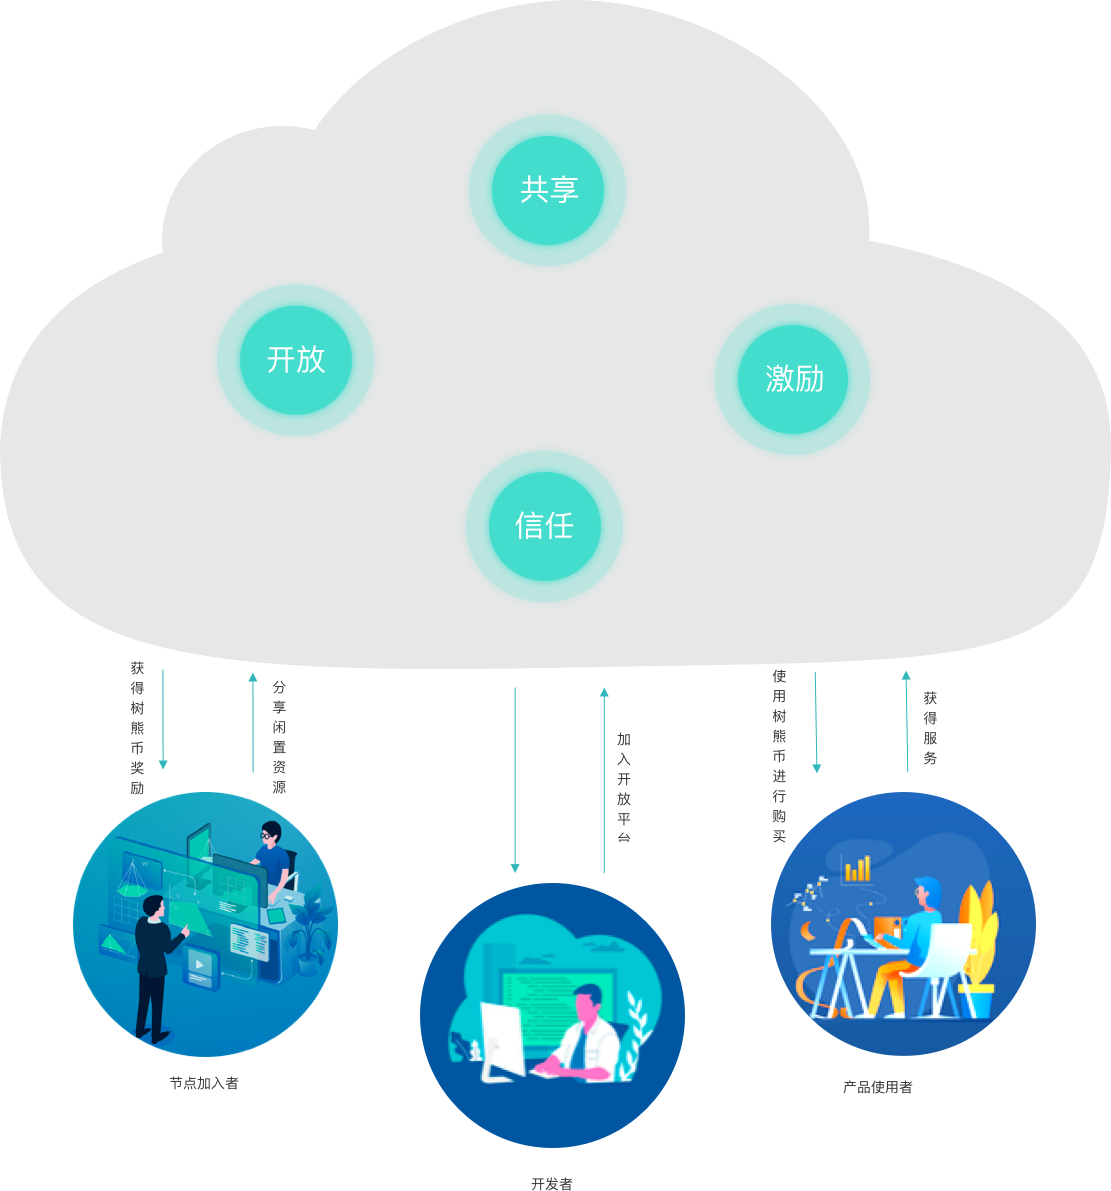 共享
开放
激励
信任
获得树熊币奖励
分享闲置资源
加入开放平台
使用树熊币进行购买
获得服务
节点加入者
产品使用者
开发者